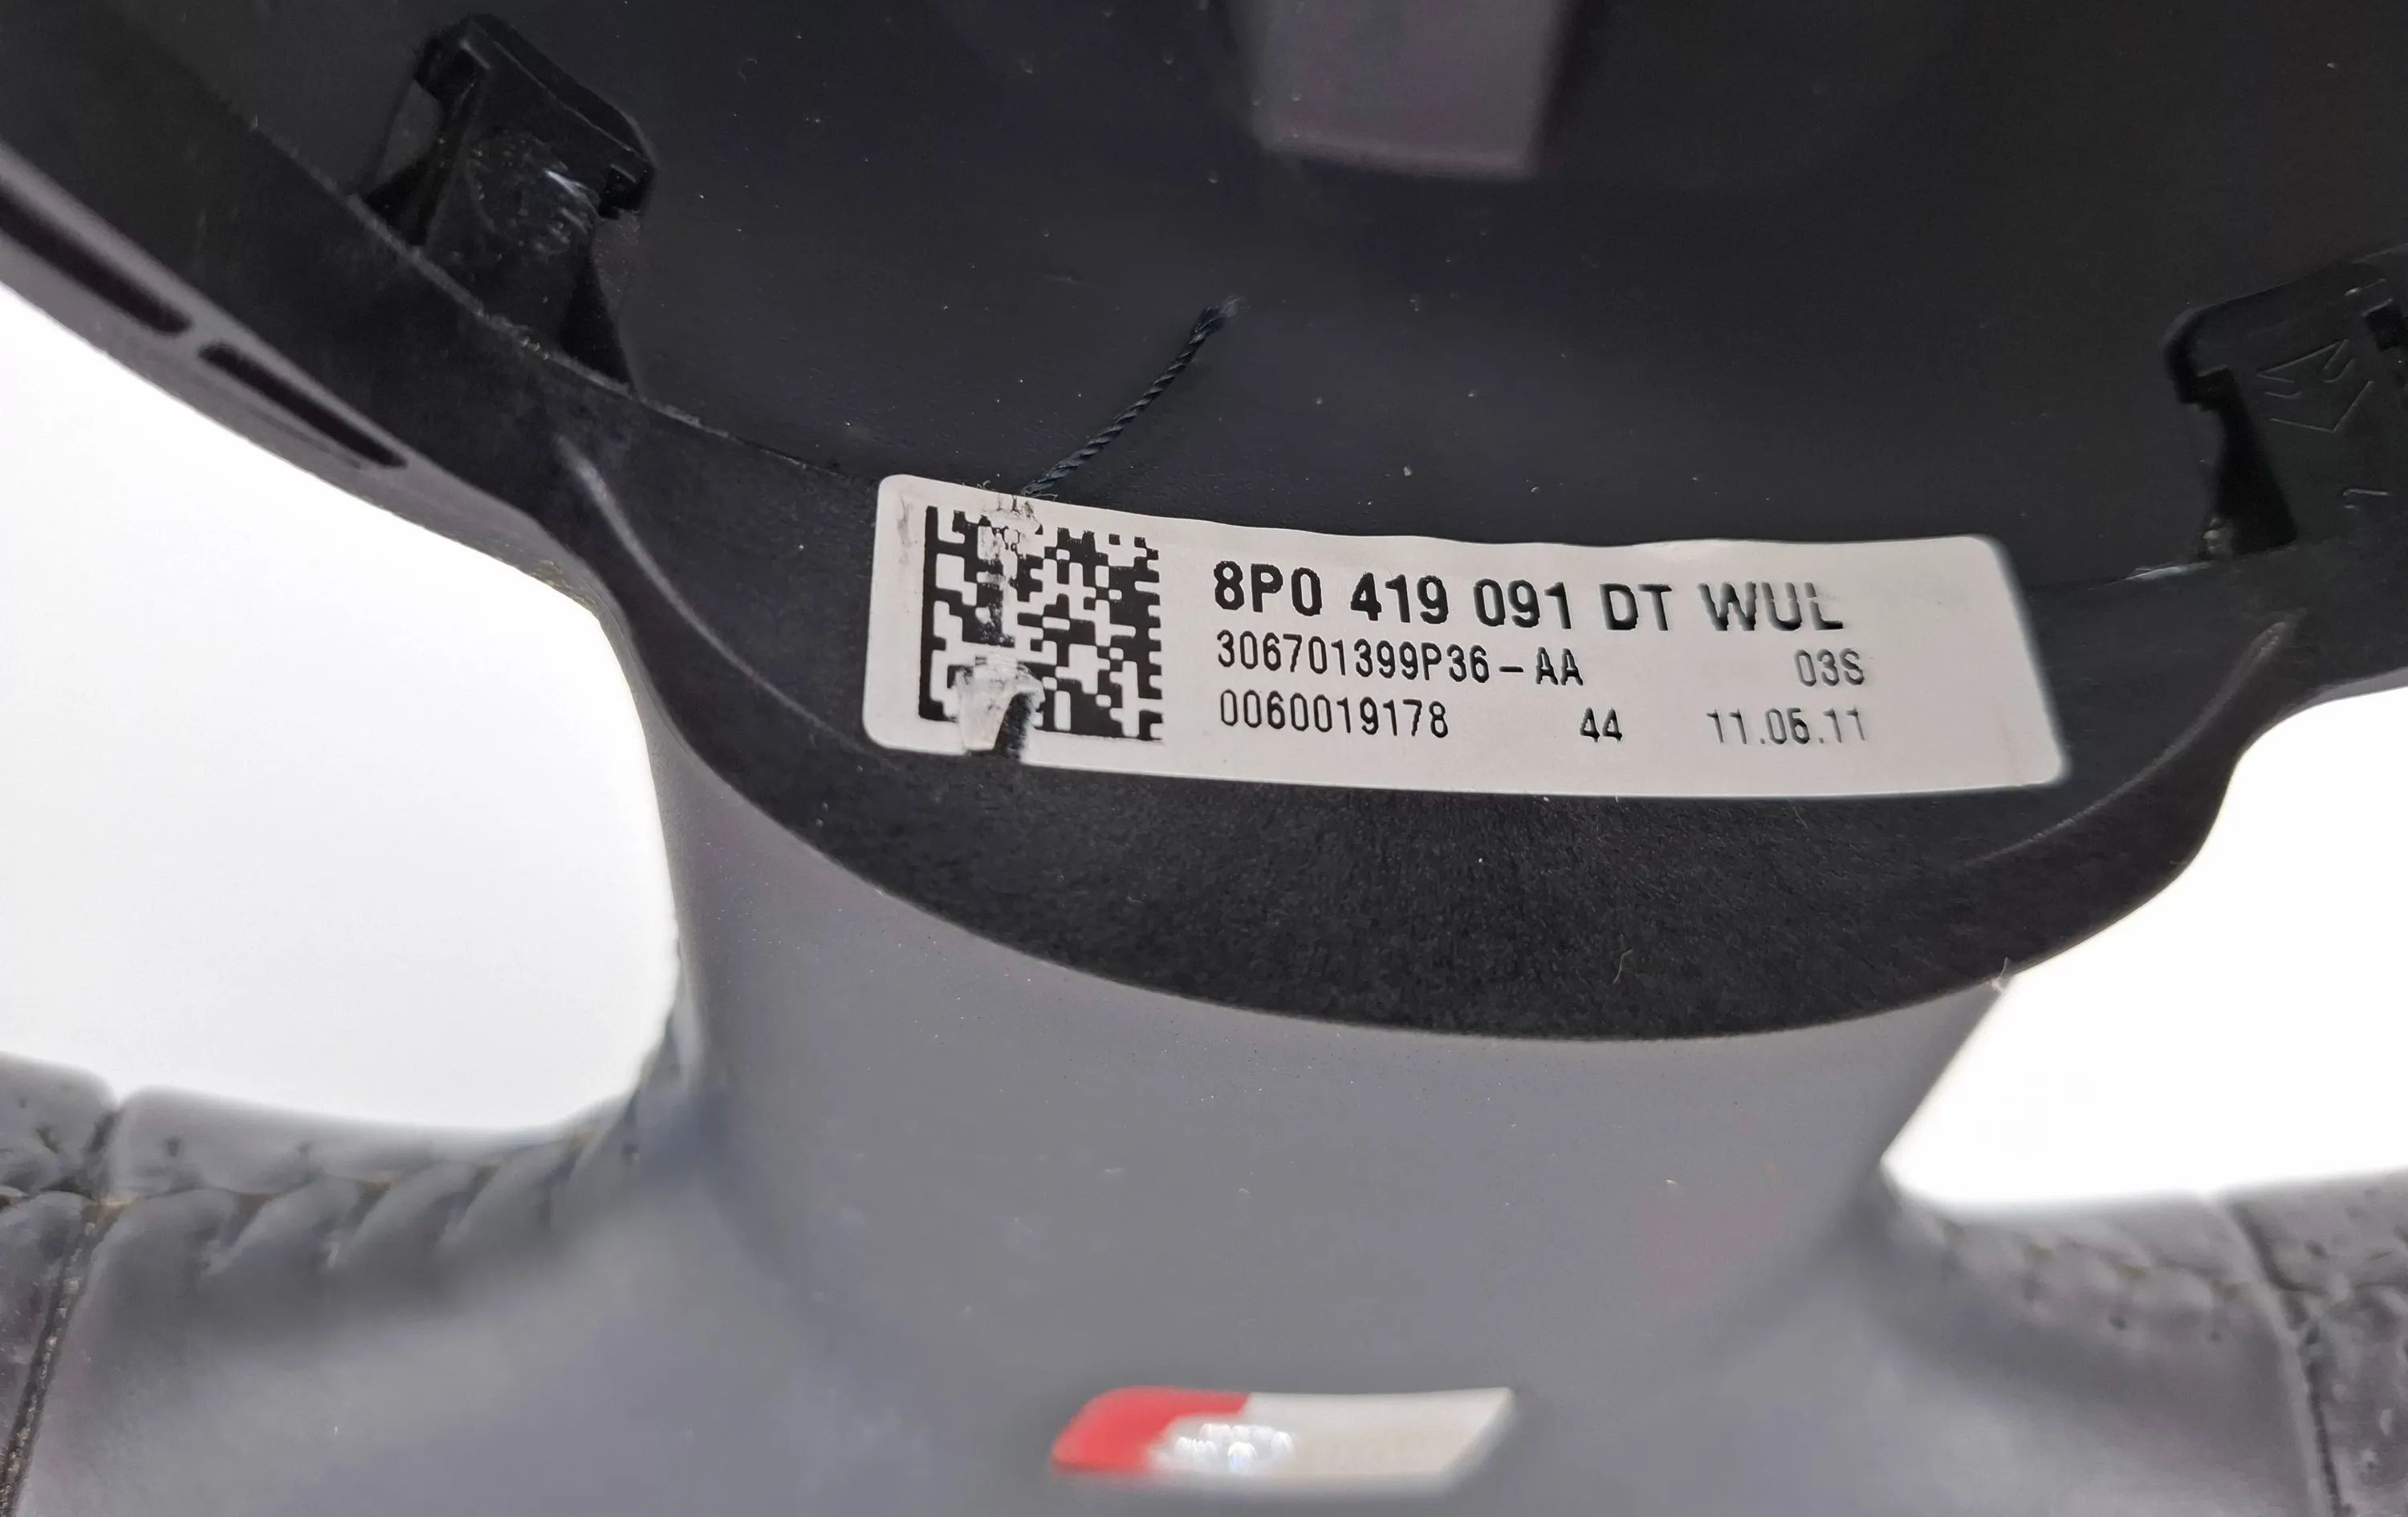 8P0 419 091 DT WUL
306701399P36-AA 03S
0060019178 44 11.05.11